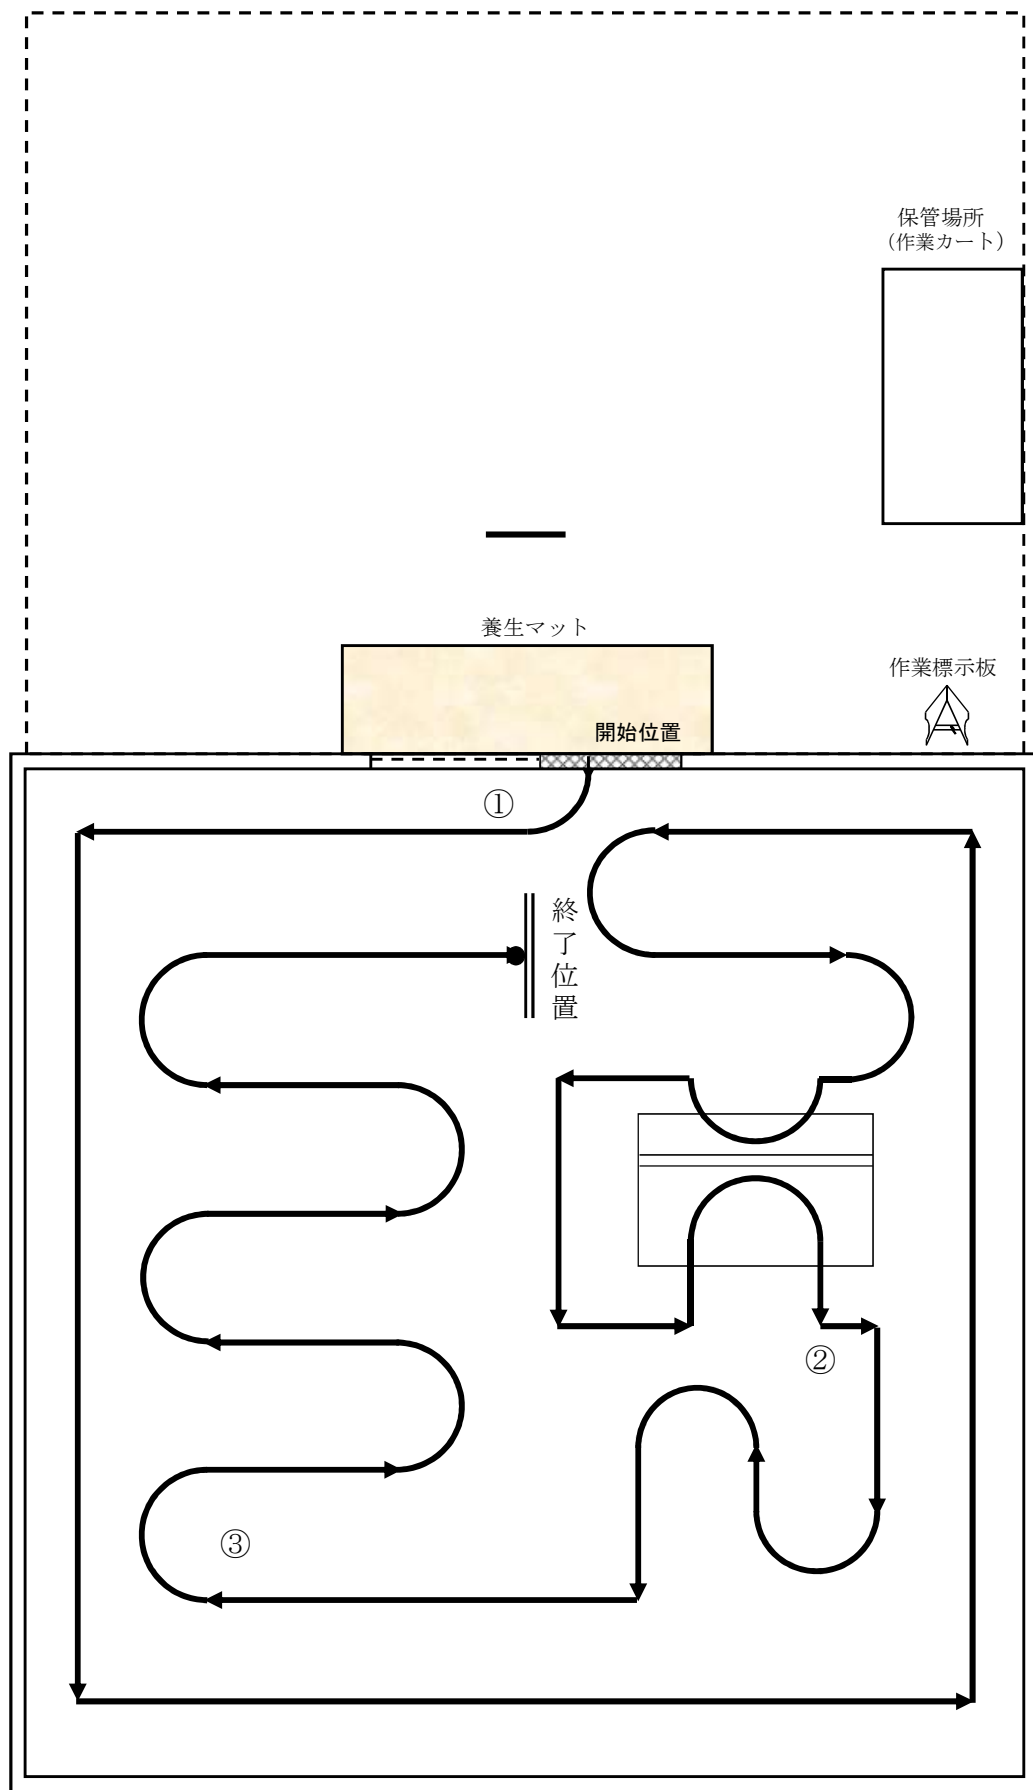 保管場所
（作業カート）
養生マット
作業標示板
開始位置
①
終了位置
②
③